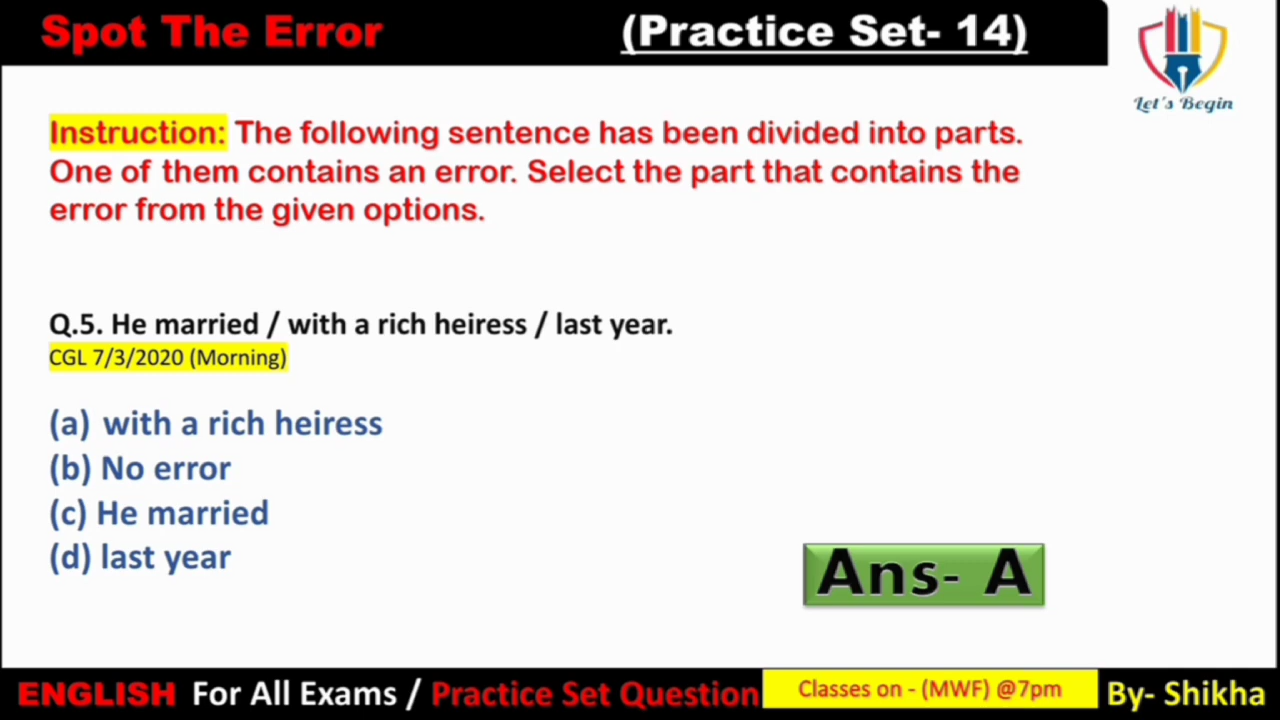 Spot The Error
(Practice Set- 14)
Let's Begin
Instruction: The following sentence has been divided into parts.
One of them contains an error. Select the part that contains the
error from the given options.
Q.5. He married / with a rich heiress / last year.
CGL 7/3/2020 (Morning)
(a) with a rich heiress
(b) No error
(c) He married
(d) last year
Ans- A
ENGLISH For All Exams / Practice Set Question
Classes on - (MWF) @7pm
By- Shikha